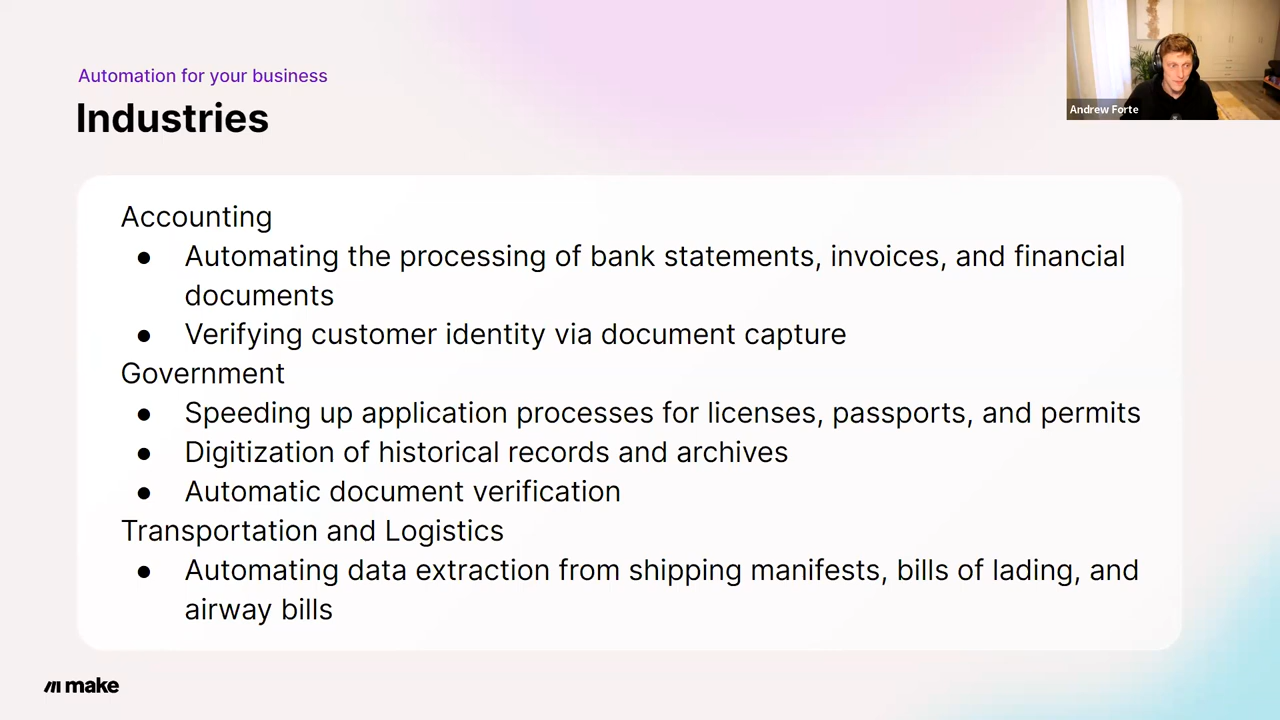 Automation for your business
Industries
Andrew Forte
Accounting
● Automating the processing of bank statements, invoices, and financial
documents
● Verifying customer identity via document capture
Government
● Speeding up application processes for licenses, passports, and permits
● Digitization of historical records and archives
● Automatic document verification
Transportation and Logistics
● Automating data extraction from shipping manifests, bills of lading, and
airway bills
make